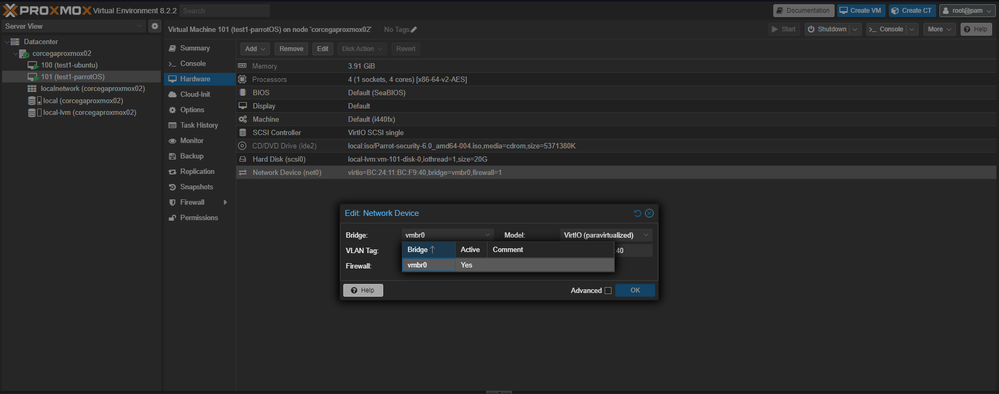 PROXMOX Virtual Environment 8.2.2 Search Documentation Create VM Create CT root@pam
Server View
Datacenter
corcegaproxmox02
100 (test1-ubuntu)
101 (test1-parrotOS)
localnetwork (corcegaproxmox02)
local (corcegaproxmox02)
local-lvm (corcegaproxmox02)
Virtual Machine 101 (test1-parrotOS) on node 'corcegaproxmox02' No Tags Start Shutdown Console More Help
Summary
Console
Hardware
Cloud-Init
Options
Task History
Monitor
Backup
Replication
Snapshots
Firewall
Permissions
Add Remove Edit Disk Action Revert
Memory 3.91 GiB
Processors 4 (1 sockets, 4 cores) [x86-64-v2-AES]
BIOS Default (SeaBIOS)
Display Default
Machine Default (i440fx)
SCSI Controller VirtIO SCSI single
CD/DVD Drive (ide2) local:iso/Parrot-security-6.0_amd64-004.iso,media=cdrom,size=5371380K
Hard Disk (scsi0) local-lvm:vm-101-disk-0,iothread=1,size=20G
Network Device (net0) virtio=BC:24:11:BC:F9:40,bridge=vmbr0,firewall=1
Edit: Network Device
Bridge: vmbr0 Model: VirtIO (paravirtualized)
VLAN Tag: :40
Firewall:
Bridge Active Comment
vmbr0 Yes
Help Advanced OK